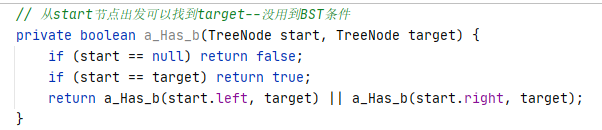 // 从start节点出发可以找到target--没用到BST条件
private boolean a_Has_b(TreeNode start, TreeNode target) {
    if (start == null) return false;
    if (start == target) return true;
    return a_Has_b(start.left, target) || a_Has_b(start.right, target);
}